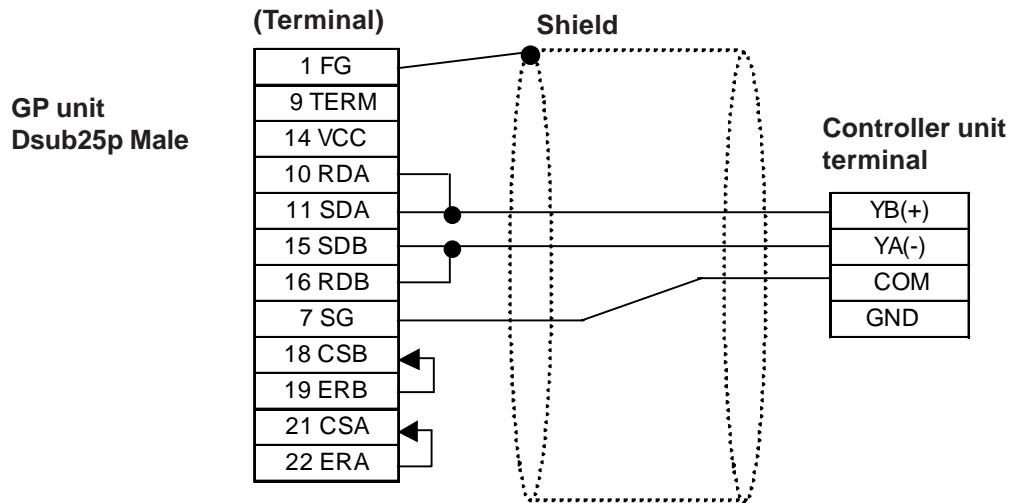 (Terminal)
Shield
GP unit
Dsub25p Male
1 FG
9 TERM
14 VCC
10 RDA
11 SDA
15 SDB
16 RDB
7 SG
18 CSB
19 ERB
21 CSA
22 ERA
Controller unit
terminal
YB(+)
YA(-)
COM
GND